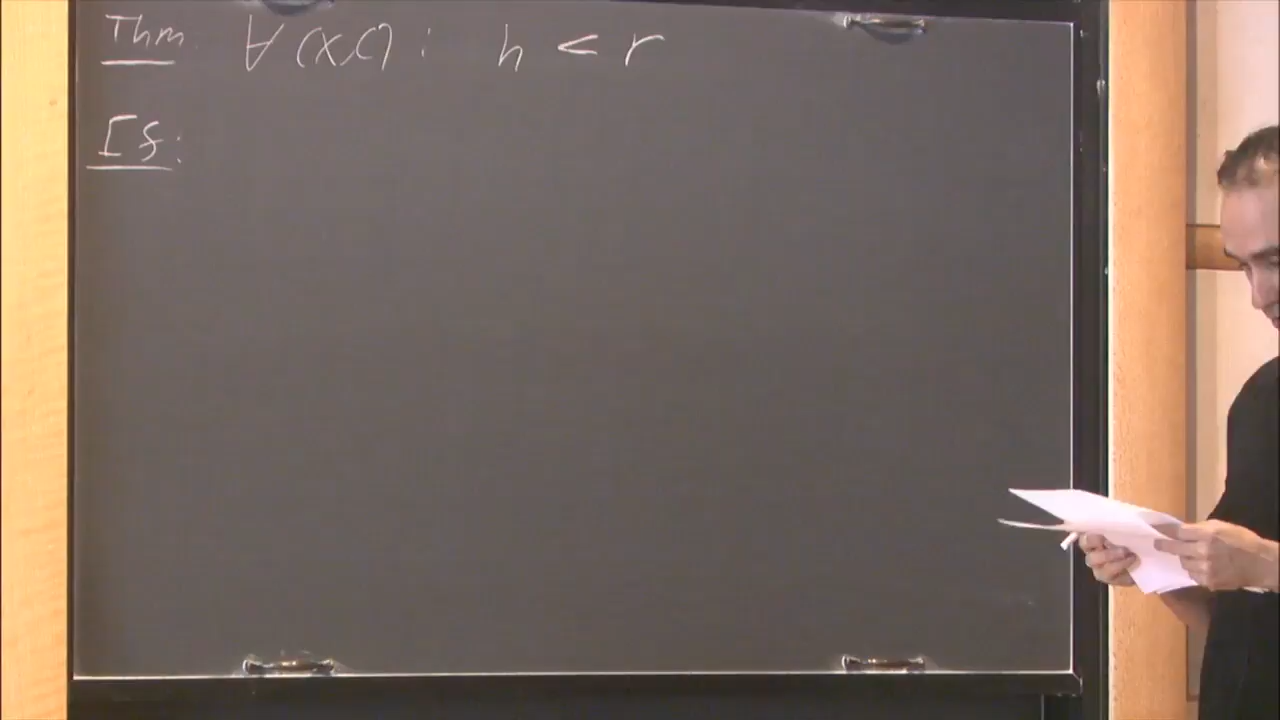 Thm. ∀ (X,C) : h < r
If: